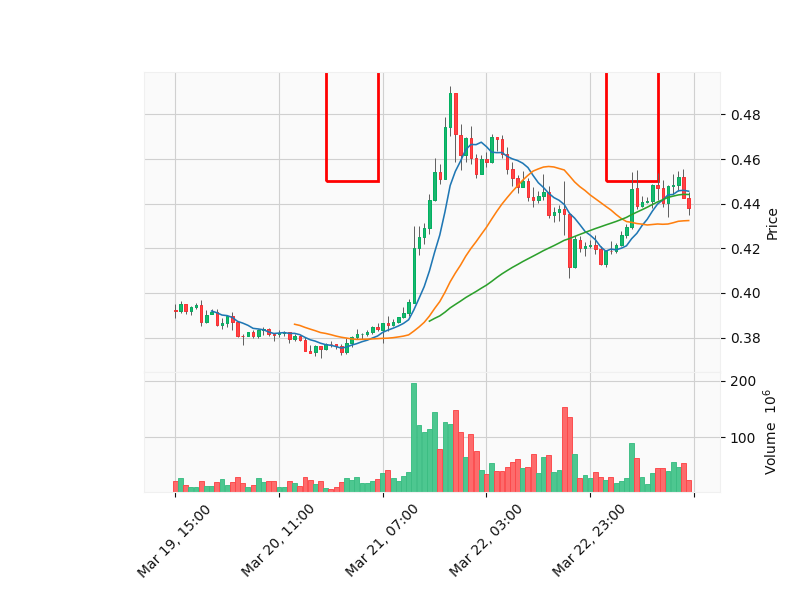 0.48
0.46
0.44
0.42
0.40
0.38
Price
200
100
Volume 10^6
Mar 19, 15:00
Mar 20, 11:00
Mar 21, 07:00
Mar 22, 03:00
Mar 22, 23:00